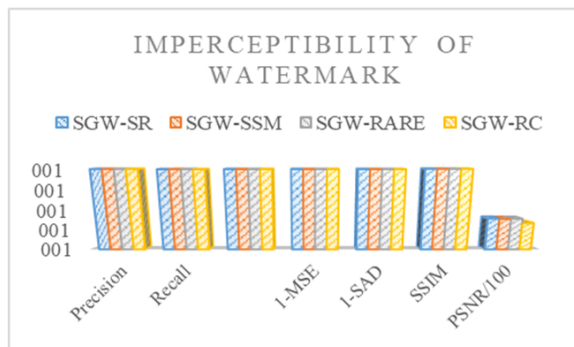 IMPERCEPTIBILITY OF
WATERMARK
SGW-SR SGW-SSM SGW-RARE SGW-RC
001
001
001
001
001
Precision
Recall
1-MSE
1-SAD
SSIM
PSNR/100